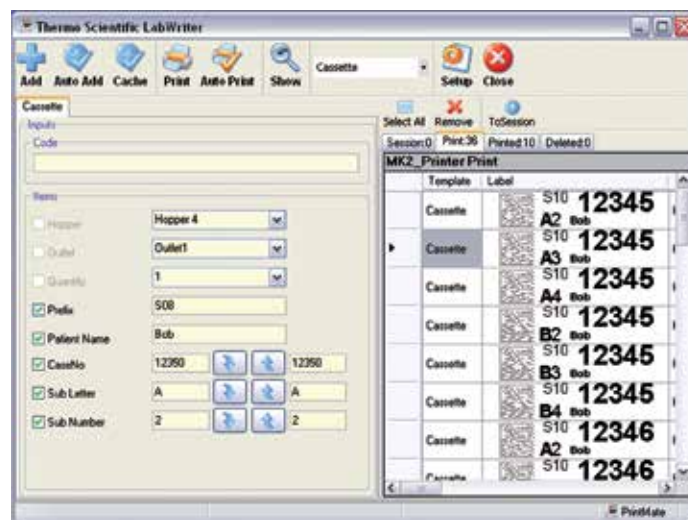 Thermo Scientific LabWriter
Add Auto Add Cache Print Auto Print Show Cassette Setup Close
Cassette
Inputs
Code
Items
Hopper Hopper 4
Outlet Outlet1
Quantity 1
Prefix S08
Patient Name Bob
CaseNo 12350 12350
Sub Letter A A
Sub Number 2 2
Select All Remove ToSession
Session:0 Print:36 Printed:10 Deleted:0
MK2_Printer Print
Template Label
Cassette S10 12345
A2 Bob
Cassette S10 12345
A3 Bob
Cassette S10 12345
A4 Bob
Cassette S10 12345
B2 Bob
Cassette S10 12345
B3 Bob
Cassette S10 12345
B4 Bob
Cassette S10 12346
A2 Bob
Cassette S10 12346
PrintMate